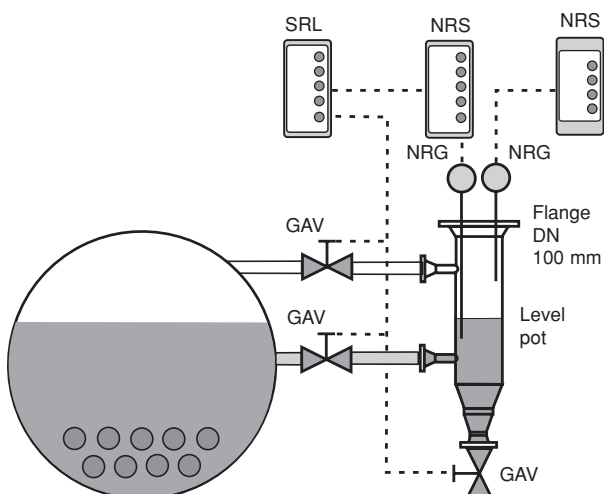 SRL
NRS
NRS
NRG
NRG
GAV
Flange
DN
100 mm
GAV
Level
pot
GAV